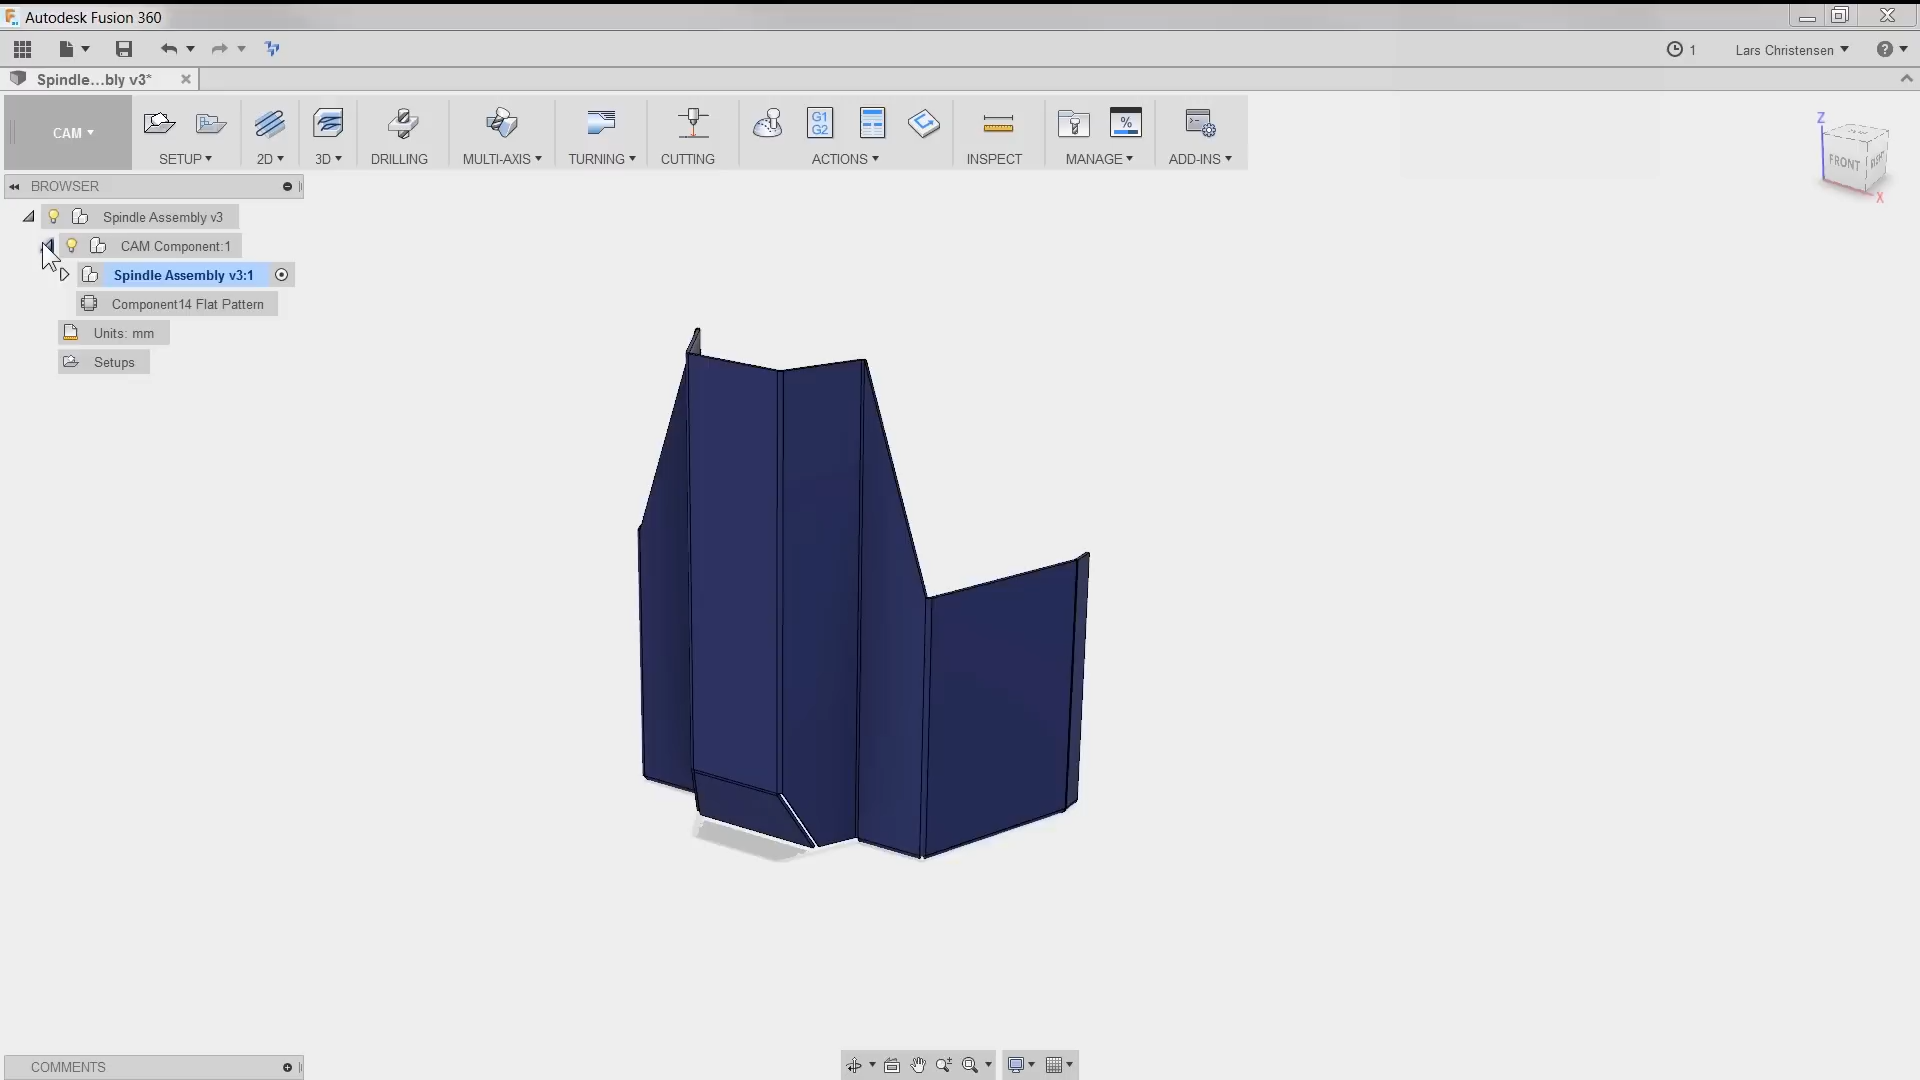 Autodesk Fusion 360
1
Lars Christensen
Spindle...bly v3*
CAM
SETUP
2D
3D
DRILLING
MULTI-AXIS
TURNING
CUTTING
G1
G2
ACTIONS
INSPECT
%
MANAGE
ADD-INS
BROWSER
Spindle Assembly v3
CAM Component:1
Spindle Assembly v3:1
Component14 Flat Pattern
Units: mm
Setups
Z
FRONT
RIGHT
X
COMMENTS